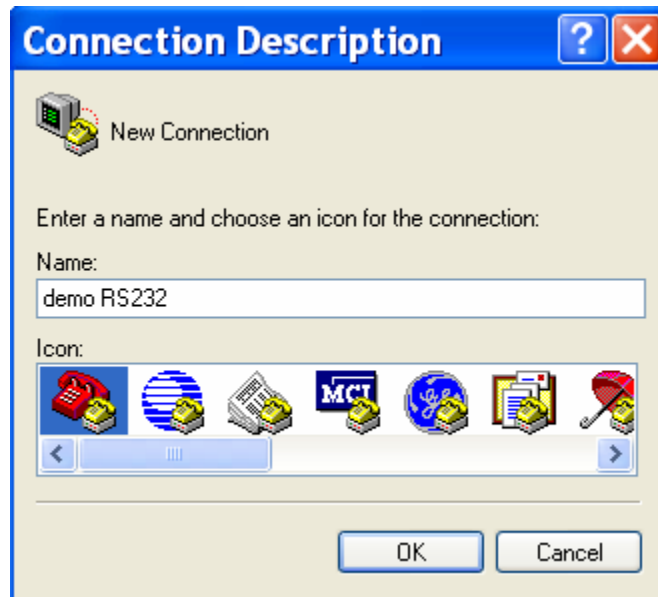 Connection Description
New Connection
Enter a name and choose an icon for the connection:
Name:
demo RS232
Icon:
MCI
OK Cancel